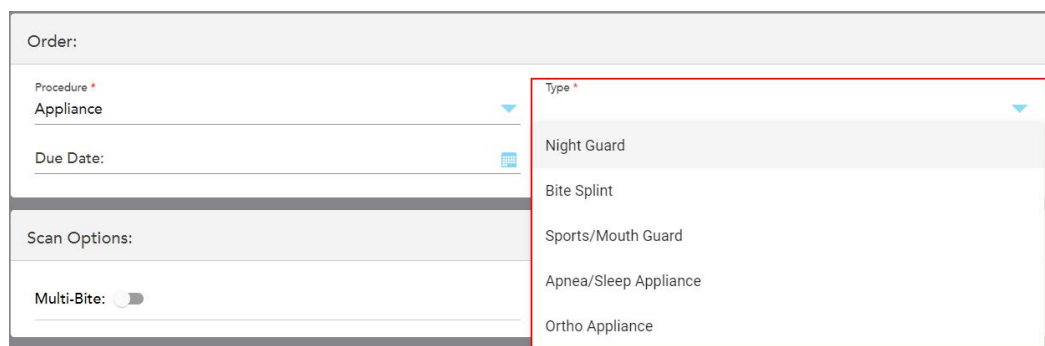 Order:
Procedure *
Appliance
Due Date:
Type *
Night Guard
Bite Splint
Sports/Mouth Guard
Apnea/Sleep Appliance
Ortho Appliance
Scan Options:
Multi-Bite: